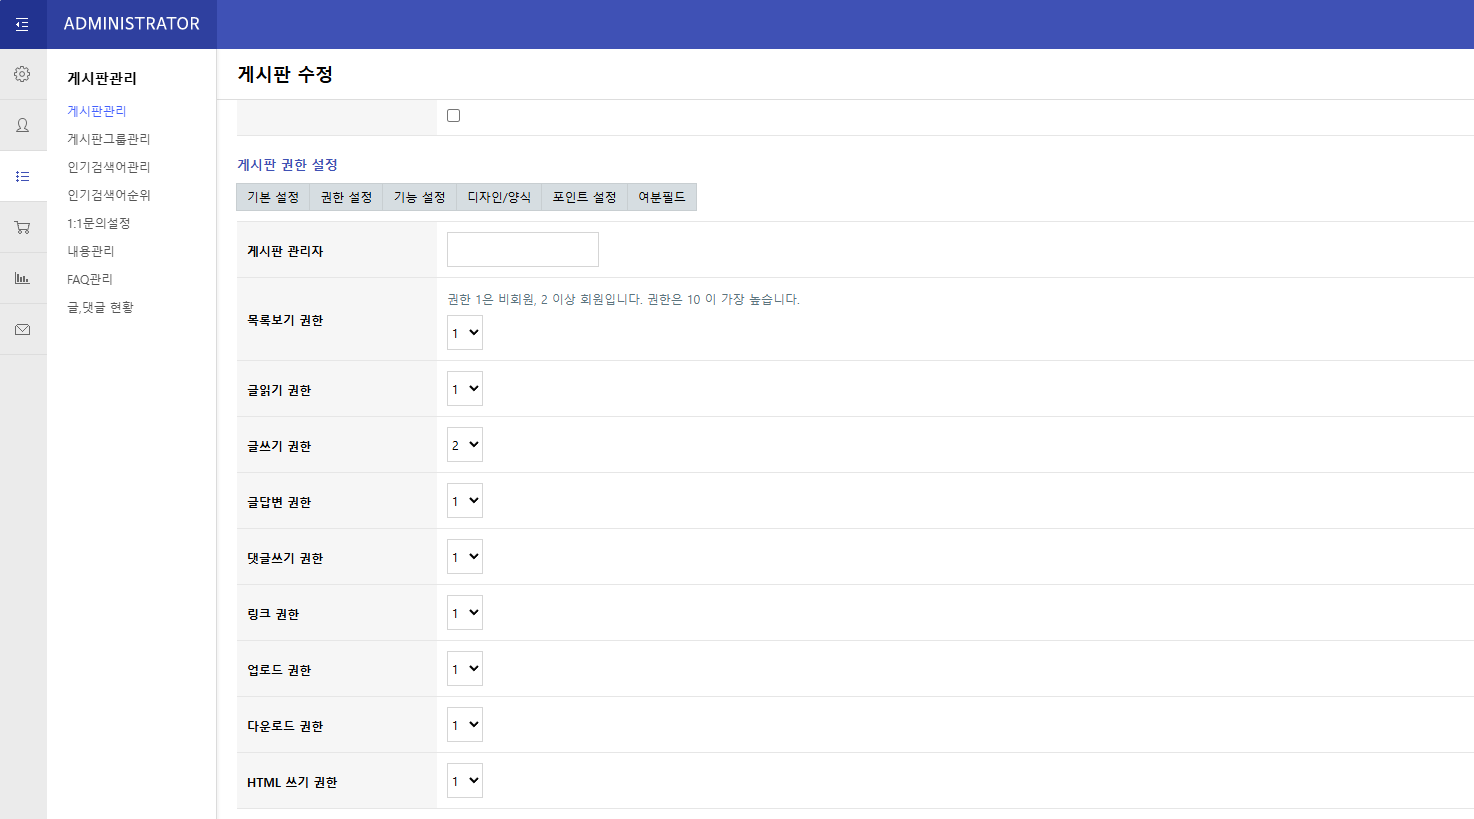 ADMINISTRATOR
게시판관리
게시판관리
게시판그룹관리
인기검색어관리
인기검색어순위
1:1문의설정
내용관리
FAQ관리
글,댓글 현황
게시판 수정
게시판 권한 설정
기본 설정 권한 설정 기능 설정 디자인/양식 포인트 설정 여분필드
게시판 관리자
목록보기 권한
권한 1은 비회원, 2 이상 회원입니다. 권한은 10 이 가장 높습니다.
1
글읽기 권한 1
글쓰기 권한 2
글답변 권한 1
댓글쓰기 권한 1
링크 권한 1
업로드 권한 1
다운로드 권한 1
HTML 쓰기 권한 1